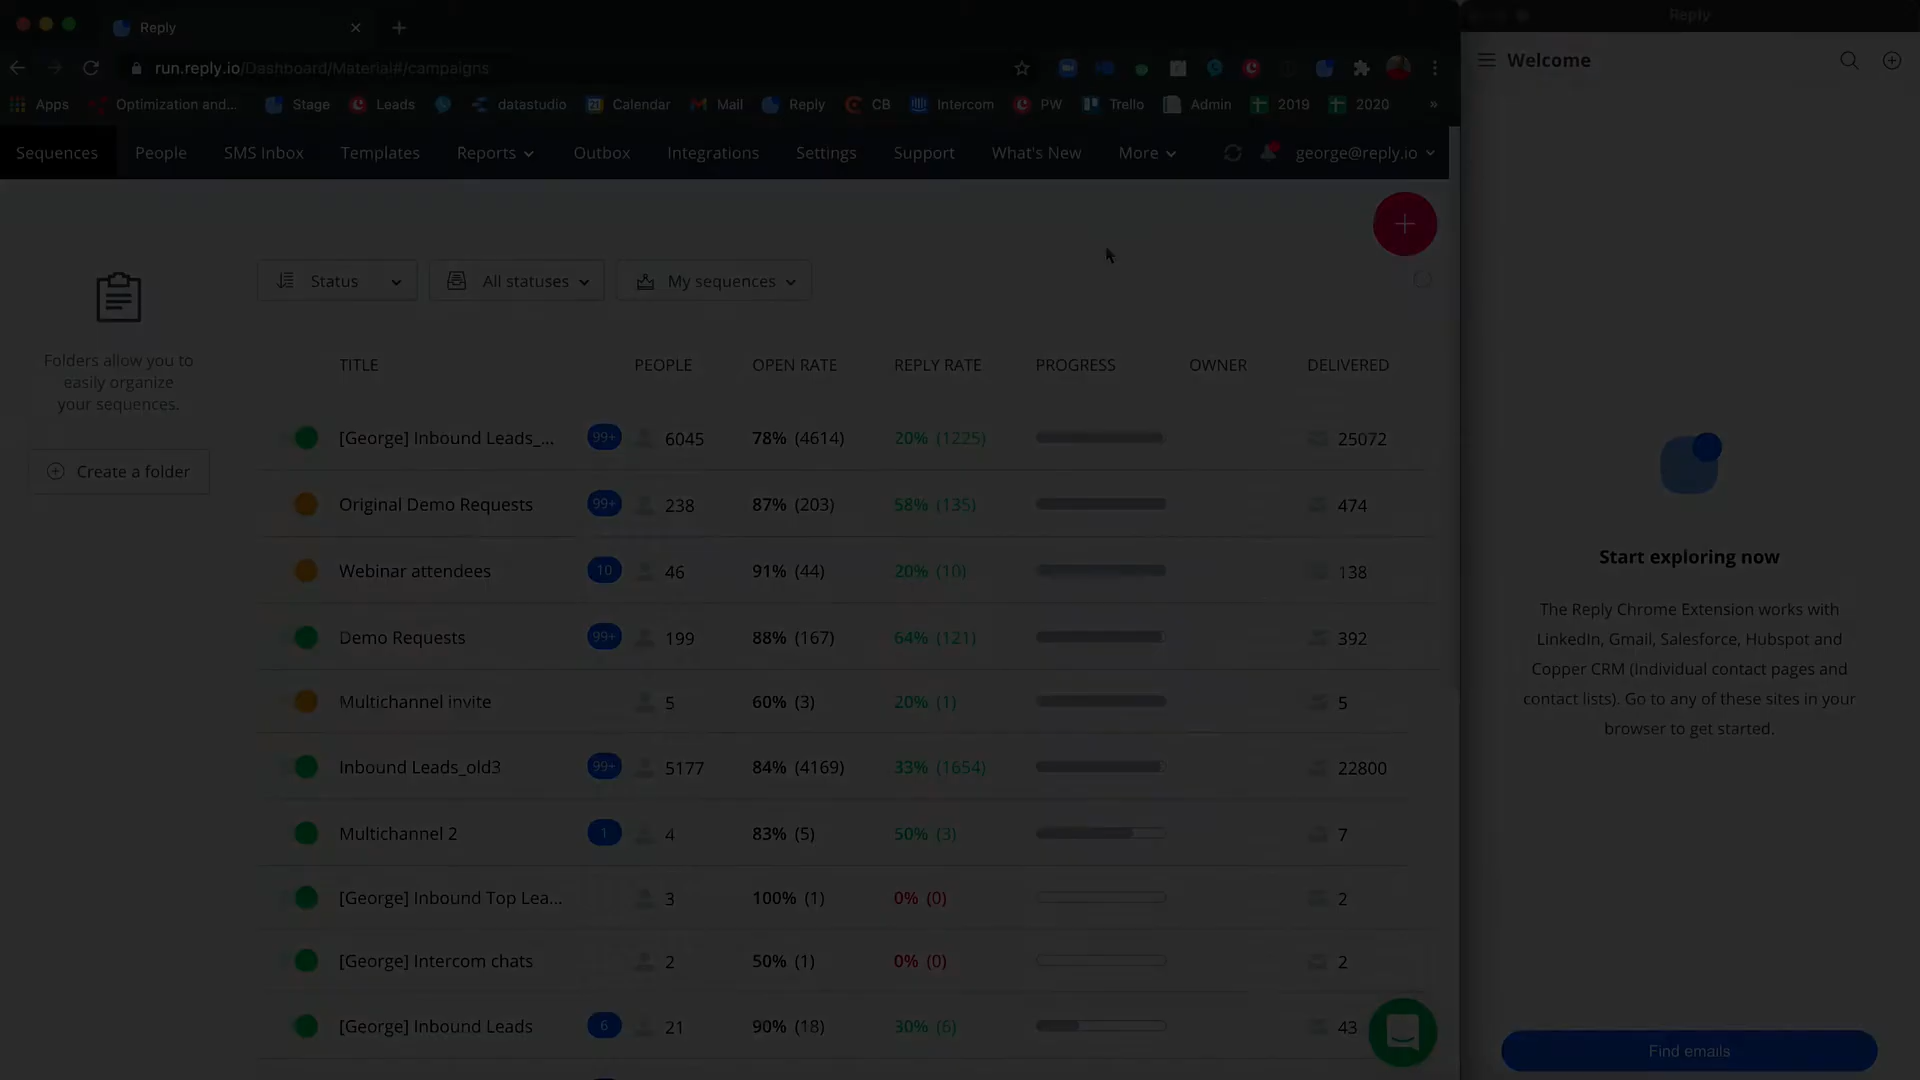 Reply
Reply
run.reply.io/Dashboard/Material#/campaigns
Welcome
Apps Optimization and... Stage Leads datastudio Calendar Mail Reply CB Intercom PW Trello Admin 2019 2020 »
Sequences People SMS Inbox Templates Reports Outbox Integrations Settings Support What's New More george@reply.io
Status All statuses My sequences
Folders allow you to
easily organize
your sequences.
Create a folder
TITLE PEOPLE OPEN RATE REPLY RATE PROGRESS OWNER DELIVERED
[George] Inbound Leads_... 99+ 6045 78% (4614) 20% (1225) 25072
Original Demo Requests 99+ 238 87% (203) 58% (135) 474
Webinar attendees 10 46 91% (44) 20% (10) 138
Demo Requests 99+ 199 88% (167) 64% (121) 392
Multichannel invite 5 60% (3) 20% (1) 5
Inbound Leads_old3 99+ 5177 84% (4169) 33% (1654) 22800
Multichannel 2 1 4 83% (5) 50% (3) 7
[George] Inbound Top Lea... 3 100% (1) 0% (0) 2
[George] Intercom chats 2 50% (1) 0% (0) 2
[George] Inbound Leads 6 21 90% (18) 30% (6) 43
Start exploring now
The Reply Chrome Extension works with
LinkedIn, Gmail, Salesforce, Hubspot and
Copper CRM (Individual contact pages and
contact lists). Go to any of these sites in your
browser to get started.
Find emails